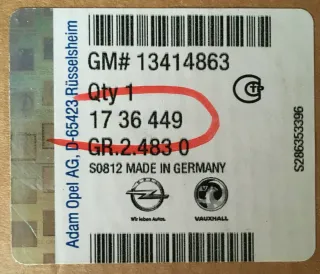 Adam Opel AG, D-65423 Rüsselsheim
GM# 13414863
Qty 1
17 36 449
GR.2.483 0
S0812 MADE IN GERMANY
Wir leben Autos.
VAUXHALL
S286353396